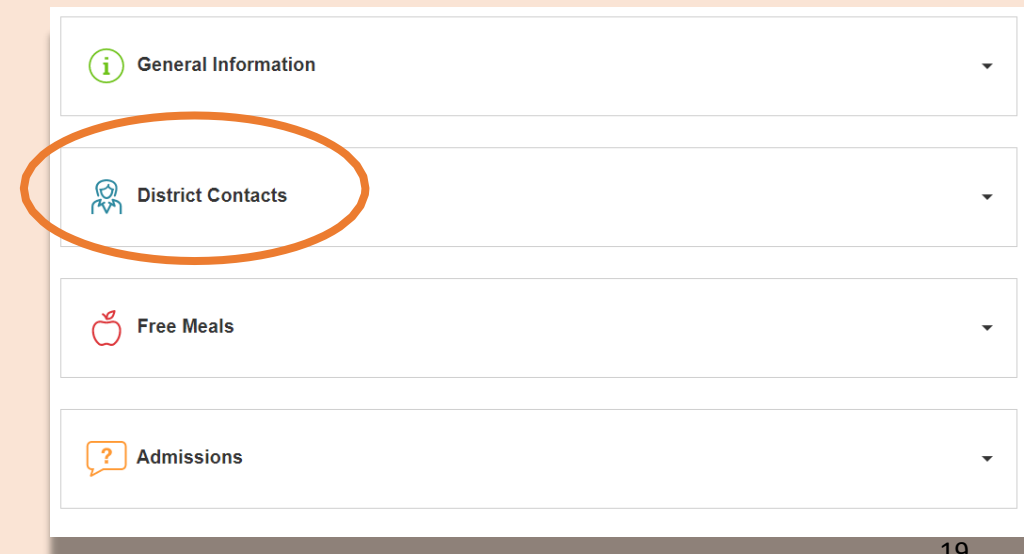 General Information
District Contacts
Free Meals
? Admissions
19